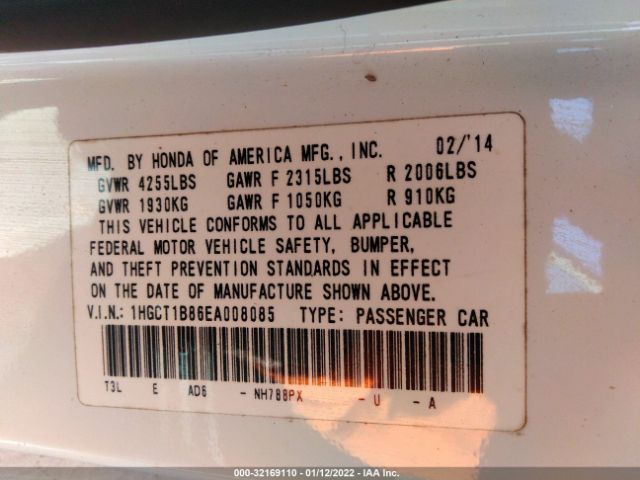 MFD. BY HONDA OF AMERICA MFG., INC. 02/'14
GVWR 4255LBS GAWR F 2315LBS R 2006LBS
GVWR 1930KG GAWR F 1050KG R 910KG
THIS VEHICLE CONFORMS TO ALL APPLICABLE
FEDERAL MOTOR VEHICLE SAFETY, BUMPER,
AND THEFT PREVENTION STANDARDS IN EFFECT
ON THE DATE OF MANUFACTURE SHOWN ABOVE.
V.I.N.: 1HGCT1B86EA008085 TYPE: PASSENGER CAR
T3L E AD6 - NH788PX - U - A
000-32169110 - 01/12/2022 - IAA Inc.